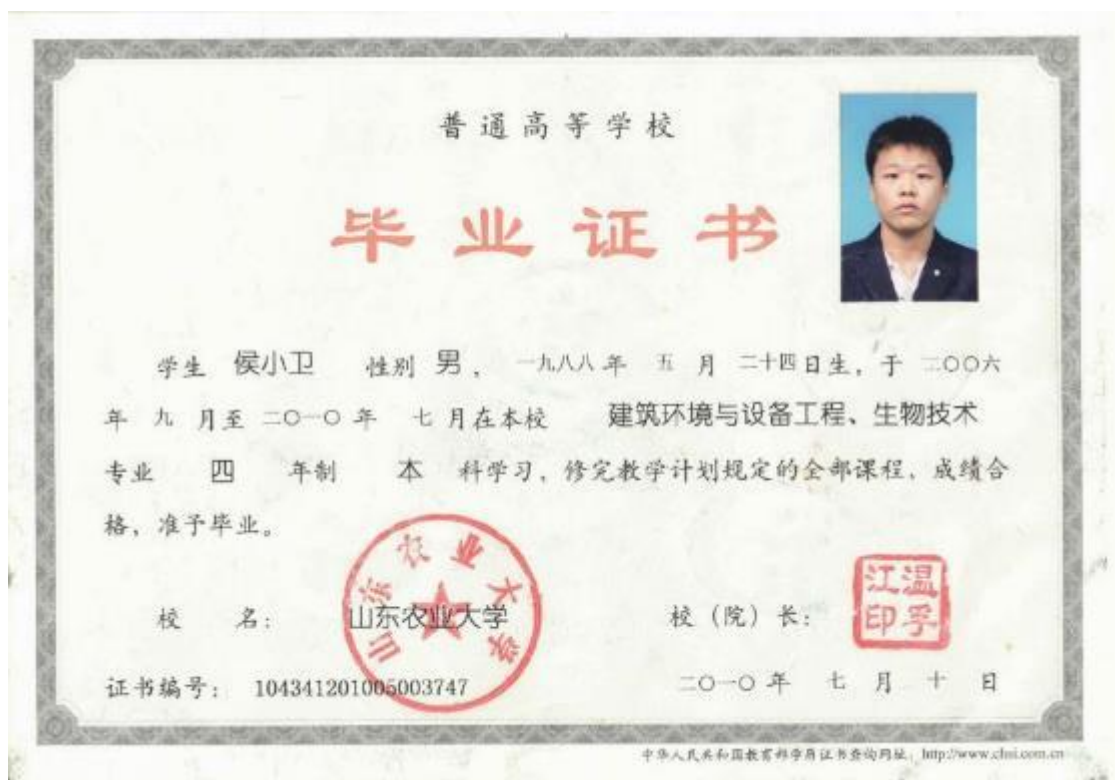 普通高等学校
毕业证书
学生 侯小卫 性别 男、一九八八年 五 月 二十四日生,于 二〇〇六
年 九 月至 二〇一〇 年 七 月在本校 建筑环境与设备工程、生物技术
专业 四 年制 本 科学习,修完教学计划规定的全部课程,成绩合
格,准予毕业。
山东农业大学
校 名: 山东农业大学 校(院)长: 温孚江印
证书编号: 104341201005003747 二〇一〇 年 七 月 十 日
中华人民共和国教育部学历证书查询网址: http://www.chsi.com.cn